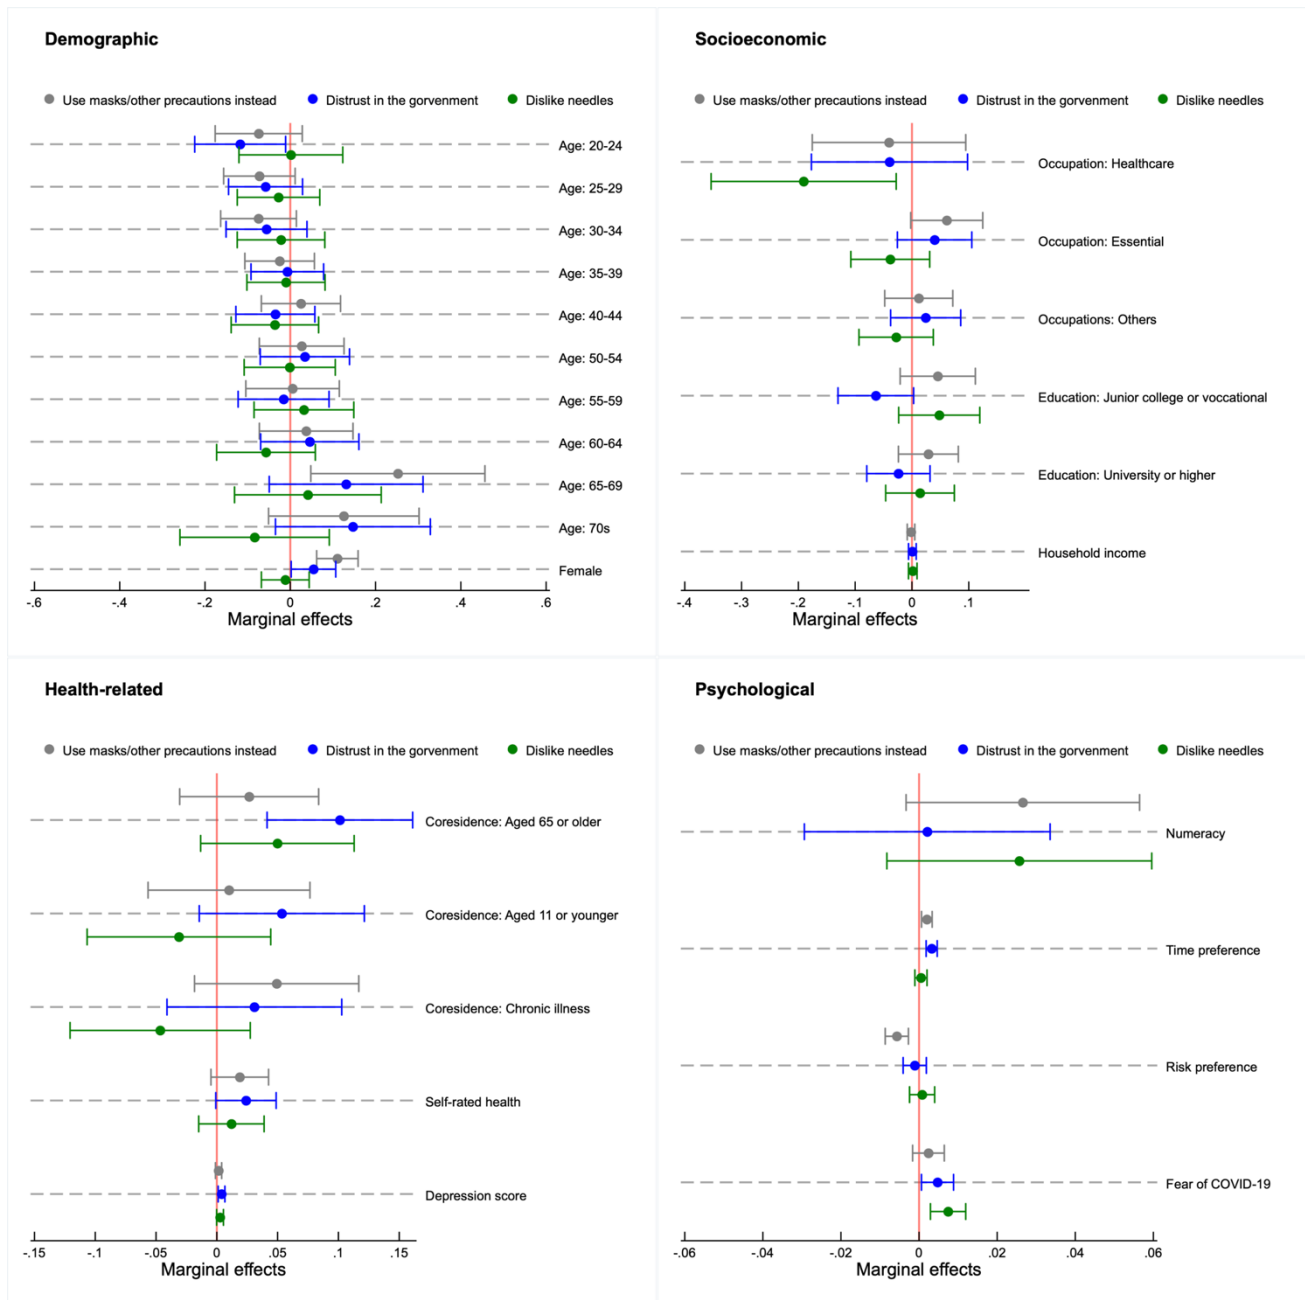 Demographic
Use masks/other precautions instead Distrust in the gorvenment Dislike needles
Age: 20-24
Age: 25-29
Age: 30-34
Age: 35-39
Age: 40-44
Age: 50-54
Age: 55-59
Age: 60-64
Age: 65-69
Age: 70s
Female
-.6 -.4 -.2 0 .2 .4 .6
Marginal effects
Socioeconomic
Use masks/other precautions instead Distrust in the gorvenment Dislike needles
Occupation: Healthcare
Occupation: Essential
Occupations: Others
Education: Junior college or voccational
Education: University or higher
Household income
-.4 -.3 -.2 -.1 0 .1
Marginal effects
Health-related
Use masks/other precautions instead Distrust in the gorvenment Dislike needles
Coresidence: Aged 65 or older
Coresidence: Aged 11 or younger
Coresidence: Chronic illness
Self-rated health
Depression score
-.15 -.1 -.05 0 .05 .1 .15
Marginal effects
Psychological
Use masks/other precautions instead Distrust in the gorvenment Dislike needles
Numeracy
Time preference
Risk preference
Fear of COVID-19
-.06 -.04 -.02 0 .02 .04 .06
Marginal effects